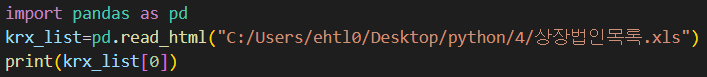 import pandas as pd
krx_list=pd.read_html("C:/Users/ehtl0/Desktop/python/4/상장법인목록.xls")
print(krx_list[0])